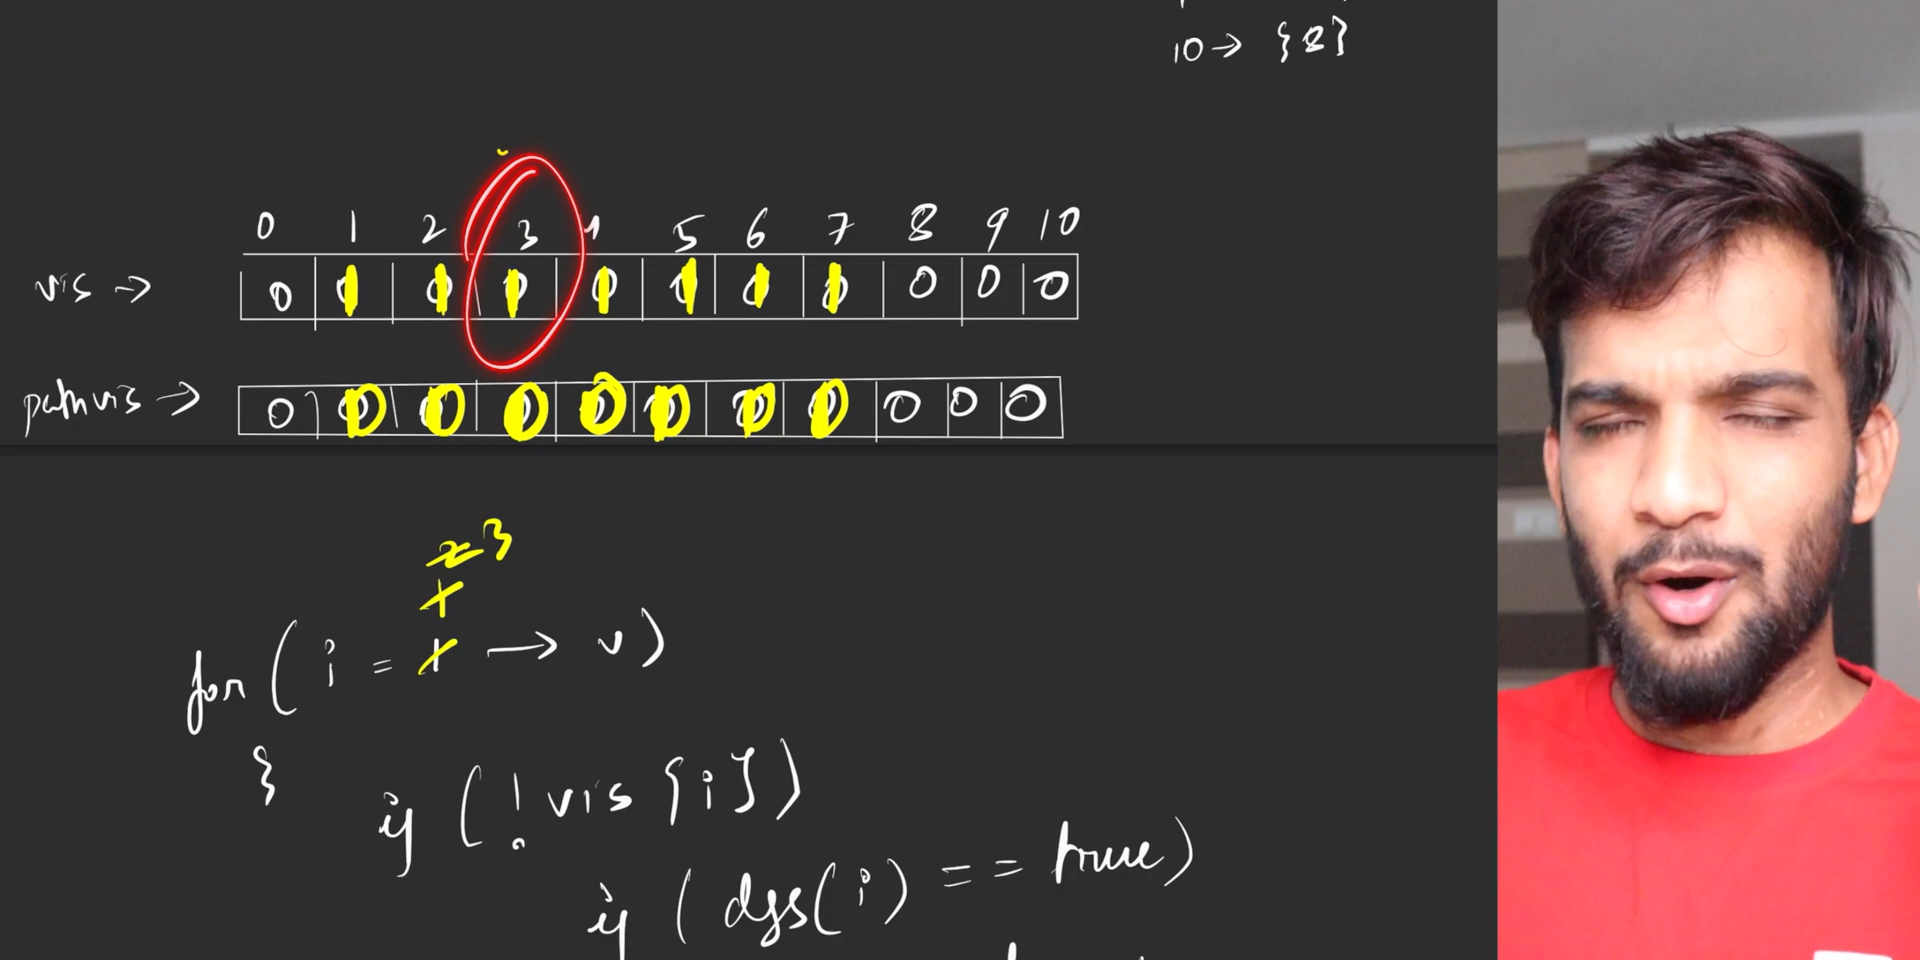 10 → {8}
0 1 2 3 4 5 6 7 8 9 10
vis → 0 1 1 1 1 1 1 1 0 0 0
pathvis → 0 0 0 0 0 0 0 0 0 0 0
2 3
1
for ( i = 1 → v )
{
if ( ! vis [i] )
if ( dfs(i) == true )